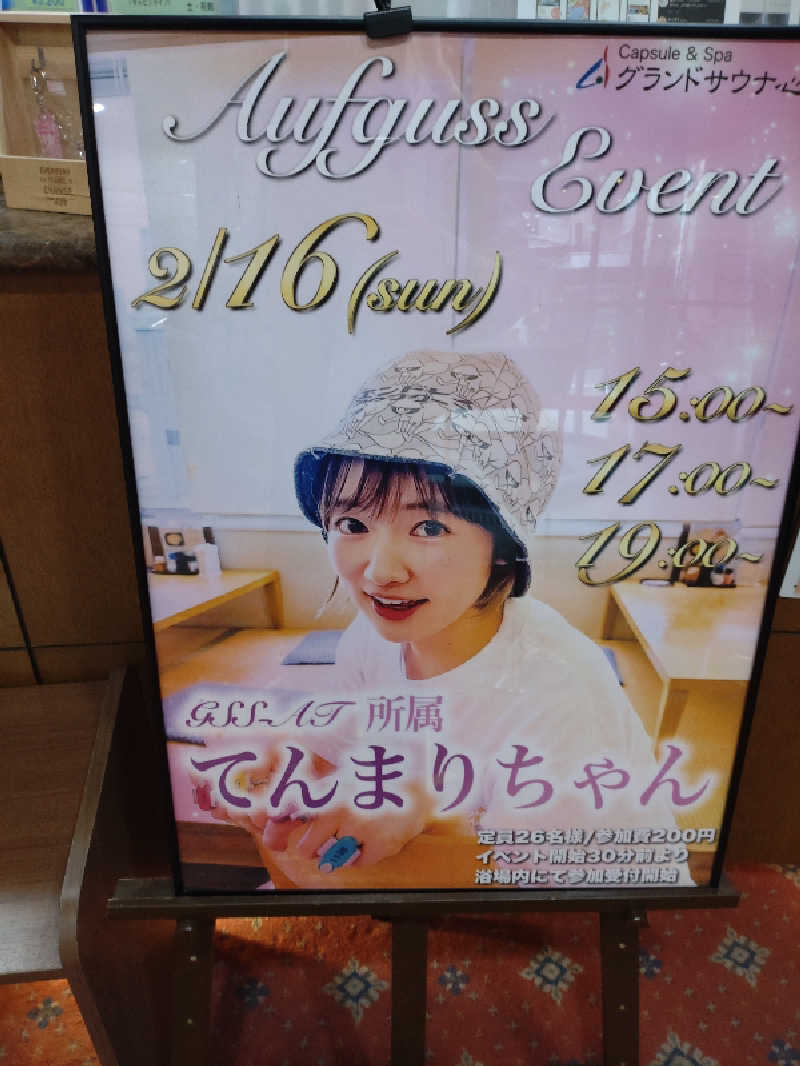 Capsule & Spa
グランドサウナ心
Aufguss
Event
2/16(sun)
15:00~
17:00~
19:00~
GSS-AT 所属
てんまりちゃん
定員26名様/参加費200円
イベント開始30分前より
浴場内にて参加受付開始